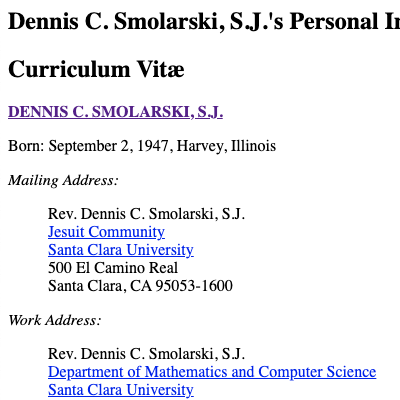 Dennis C. Smolarski, S.J.'s Personal
Curriculum Vitæ
DENNIS C. SMOLARSKI, S.J.
Born: September 2, 1947, Harvey, Illinois
Mailing Address:
Rev. Dennis C. Smolarski, S.J.
Jesuit Community
Santa Clara University
500 El Camino Real
Santa Clara, CA 95053-1600
Work Address:
Rev. Dennis C. Smolarski, S.J.
Department of Mathematics and Computer Science
Santa Clara University